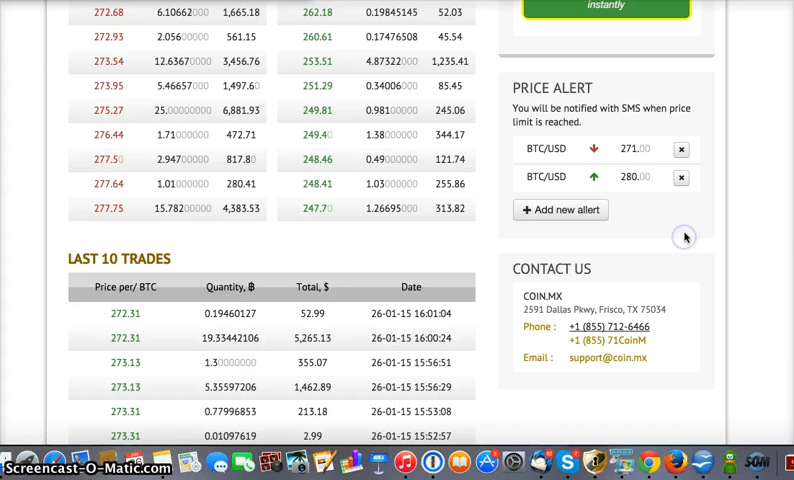 instantly
272.68 6.10662000 1,665.18 262.18 0.19845145 52.03
272.93 2.05600000 561.15 260.61 0.17476508 45.54
273.54 12.63670000 3,456.76 253.51 4.87322000 1,235.41
273.95 5.46657000 1,497.60 251.29 0.34006000 85.45
275.27 25.00000000 6,881.93 249.81 0.98100000 245.06
276.44 1.71000000 472.71 249.40 1.38000000 344.17
277.50 2.94700000 817.80 248.46 0.49000000 121.74
277.64 1.01000000 280.41 248.41 1.03000000 255.86
277.75 15.78200000 4,383.53 247.70 1.26695000 313.82
PRICE ALERT
You will be notified with SMS when price
limit is reached.
BTC/USD 271.00
BTC/USD 280.00
+ Add new allert
LAST 10 TRADES
Price per/ BTC Quantity, ฿ Total, $ Date
272.31 0.19460127 52.99 26-01-15 16:01:04
272.31 19.33442106 5,265.13 26-01-15 16:00:24
273.13 1.30000000 355.07 26-01-15 15:56:51
273.13 5.35597206 1,462.89 26-01-15 15:56:29
273.31 0.77996853 213.18 26-01-15 15:53:08
273.31 0.01097619 2.99 26-01-15 15:52:57
CONTACT US
COIN.MX
2591 Dallas Pkwy, Frisco, TX 75034
Phone : +1 (855) 712-6466
+1 (855) 71CoinM
Email : support@coin.mx
Screencast-O-Matic.com
SOM